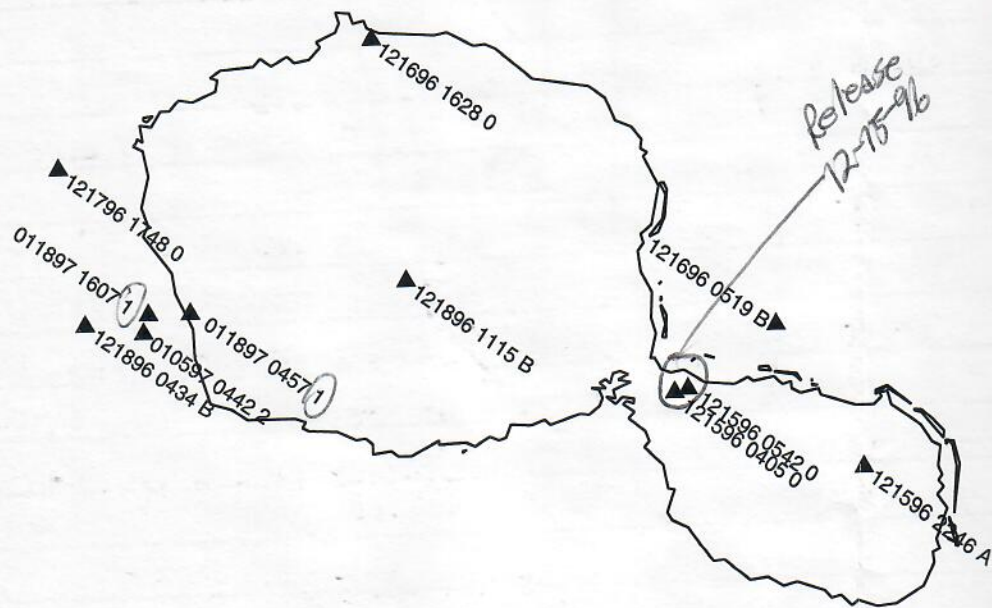 121696 1628 0
Release
12-15-96
121796 1748 0
011897 1607 1
121696 0519 B
121896 1115 B
011897 0457 1
010597 0442 2
121896 0434 B
121596 0542 0
121596 0405 0
121596 2246 A